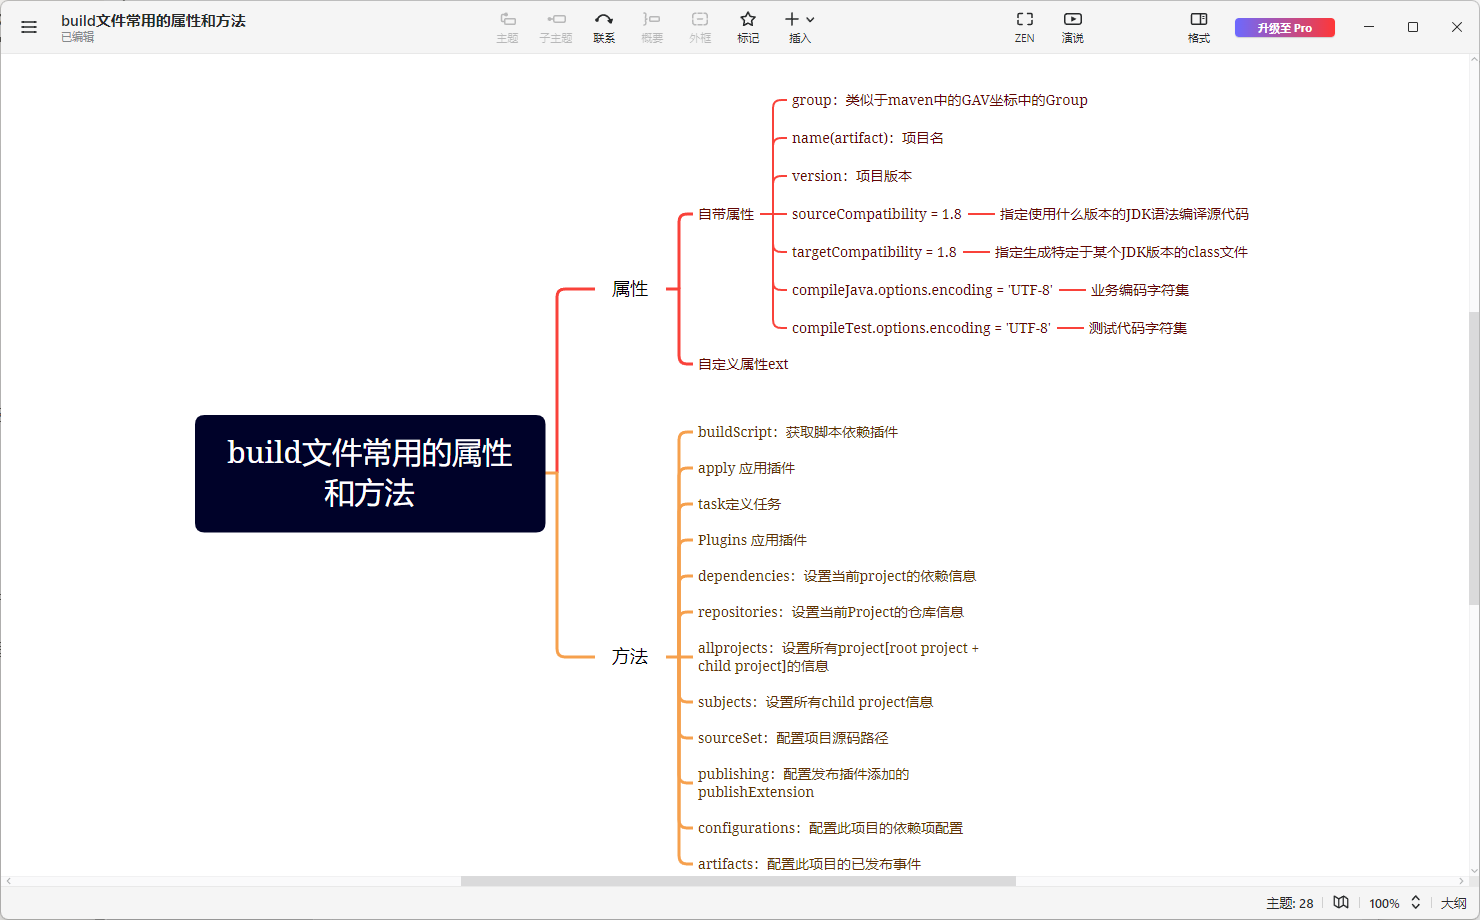 build文件常用的属性和方法
已编辑
主题
子主题
联系
概要
外框
标记
插入
ZEN
演说
格式
升级至 Pro
group：类似于maven中的GAV坐标中的Group
name(artifact)：项目名
version：项目版本
自带属性
sourceCompatibility = 1.8
指定使用什么版本的JDK语法编译源代码
targetCompatibility = 1.8
指定生成特定于某个JDK版本的class文件
属性
compileJava.options.encoding = 'UTF-8'
业务编码字符集
compileTest.options.encoding = 'UTF-8'
测试代码字符集
自定义属性ext
build文件常用的属性
和方法
buildScript：获取脚本依赖插件
apply 应用插件
task定义任务
Plugins 应用插件
dependencies：设置当前project的依赖信息
repositories：设置当前Project的仓库信息
方法
allprojects：设置所有project[root project +
child project]的信息
subjects：设置所有child project信息
sourceSet：配置项目源码路径
publishing：配置发布插件添加的
publishExtension
configurations：配置此项目的依赖项配置
artifacts：配置此项目的已发布事件
主题: 28
100%
大纲